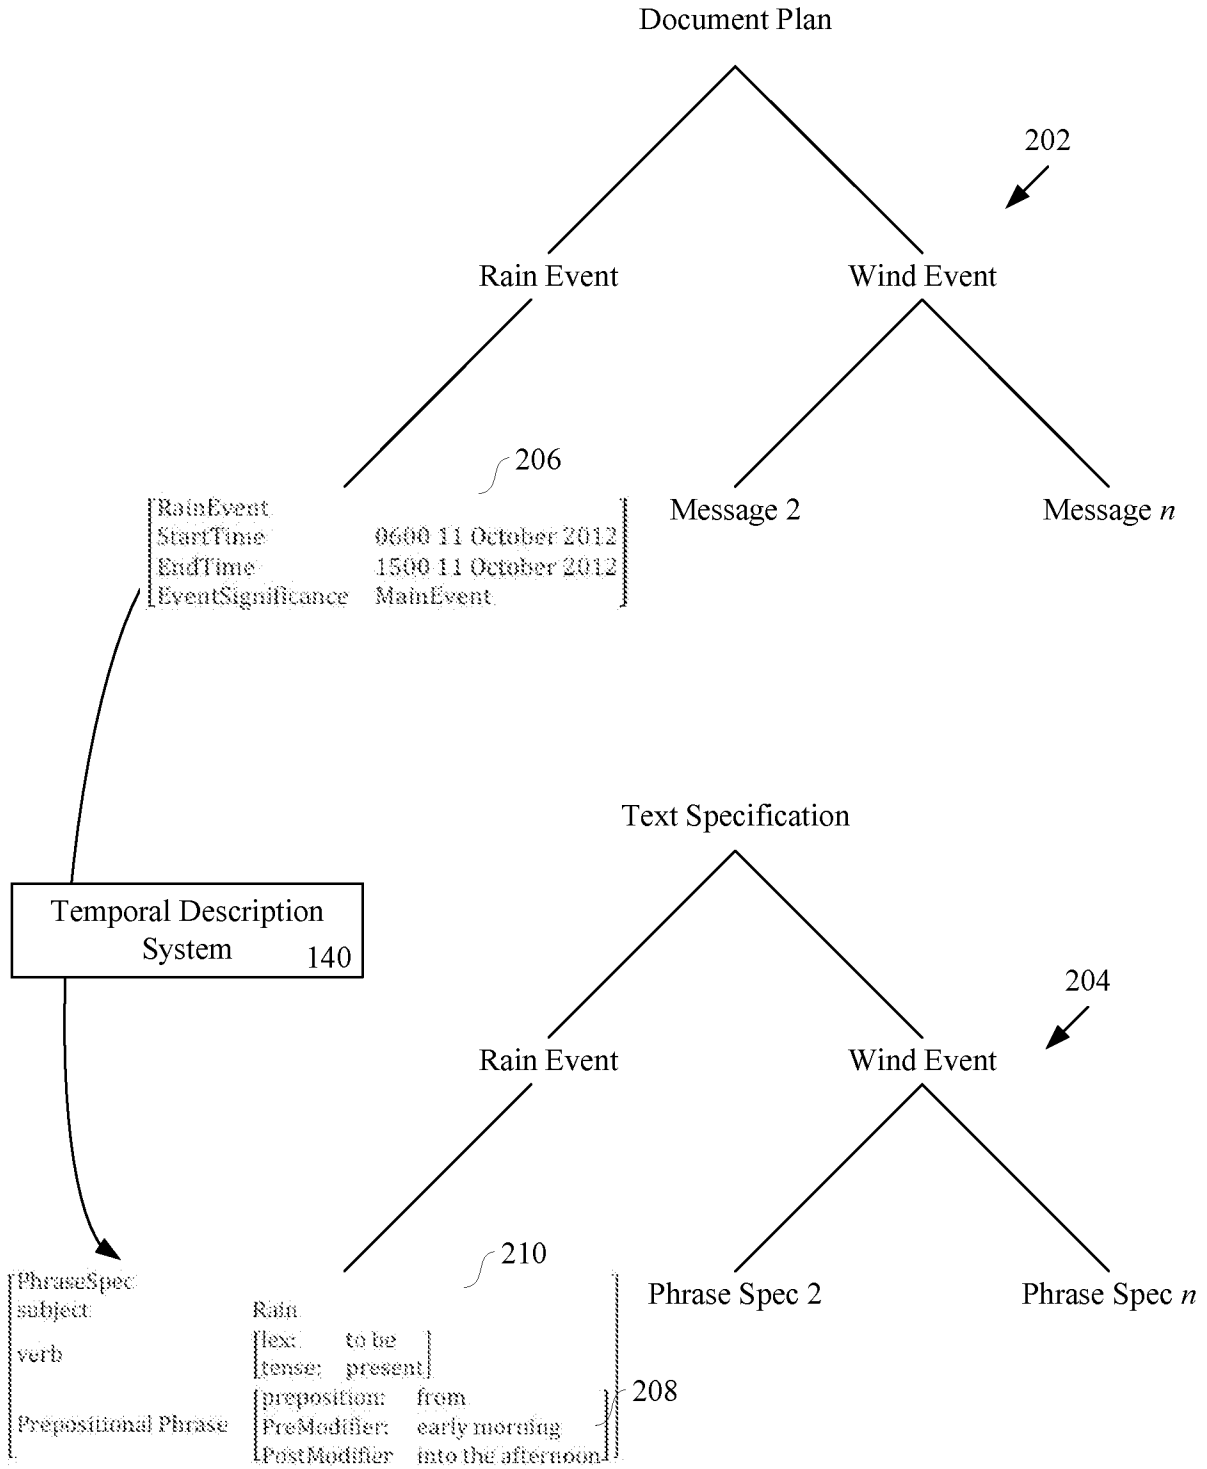 Document Plan
202
Rain Event
Wind Event
206
RainEvent
StartTime 0600 11 October 2012
EndTime 1500 11 October 2012
EventSignificance MainEvent
Message 2
Message n
Text Specification
Temporal Description
System
140
204
Rain Event
Wind Event
210
PhraseSpec
subject Rain
verb
lex: to be
tense: present
Phrase Spec 2
Phrase Spec n
208
Prepositional Phrase
preposition: from
PreModifier: early morning
PostModifier into the afternoon